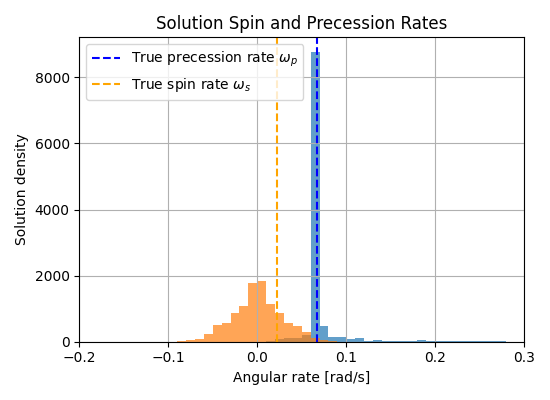 Solution Spin and Precession Rates
True precession rate ωₚ
True spin rate ωₛ
Solution density
8000
6000
4000
2000
0
−0.2
−0.1
0.0
0.1
0.2
0.3
Angular rate [rad/s]